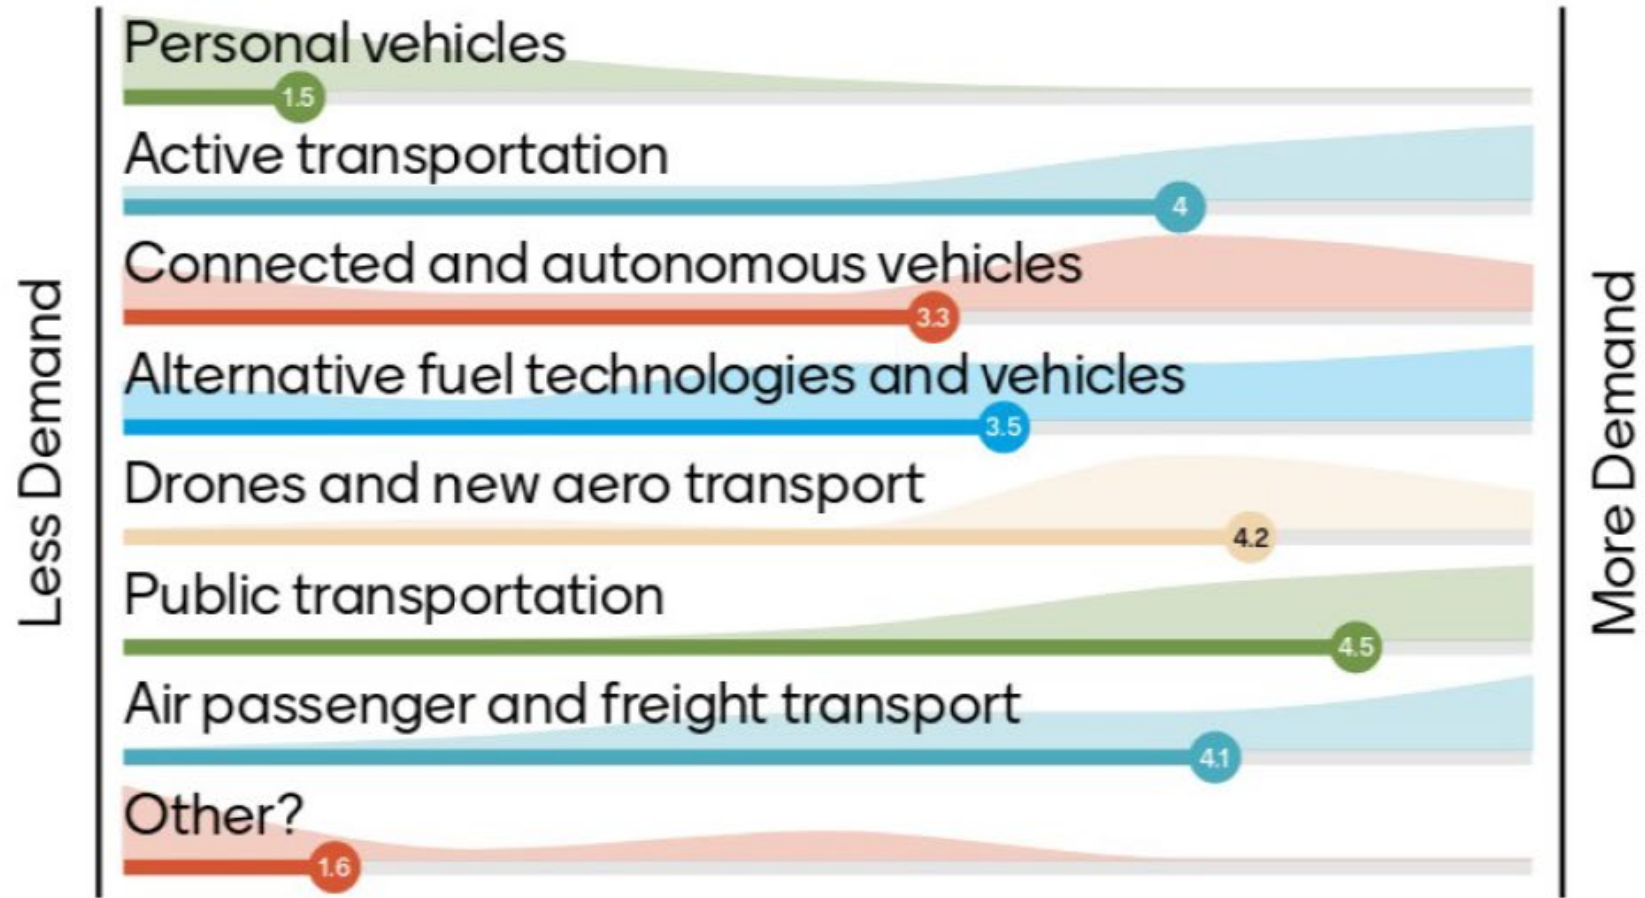 Less Demand
Personal vehicles
1.5
Active transportation
4
Connected and autonomous vehicles
3.3
Alternative fuel technologies and vehicles
3.5
Drones and new aero transport
4.2
Public transportation
4.5
Air passenger and freight transport
4.1
Other?
1.6
More Demand